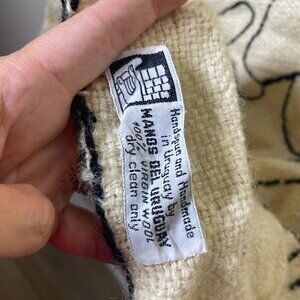 Handspun and Handmade
in Uruguay by
MANOS DEL URUGUAY
100% VIRGIN WOOL
dry clean only